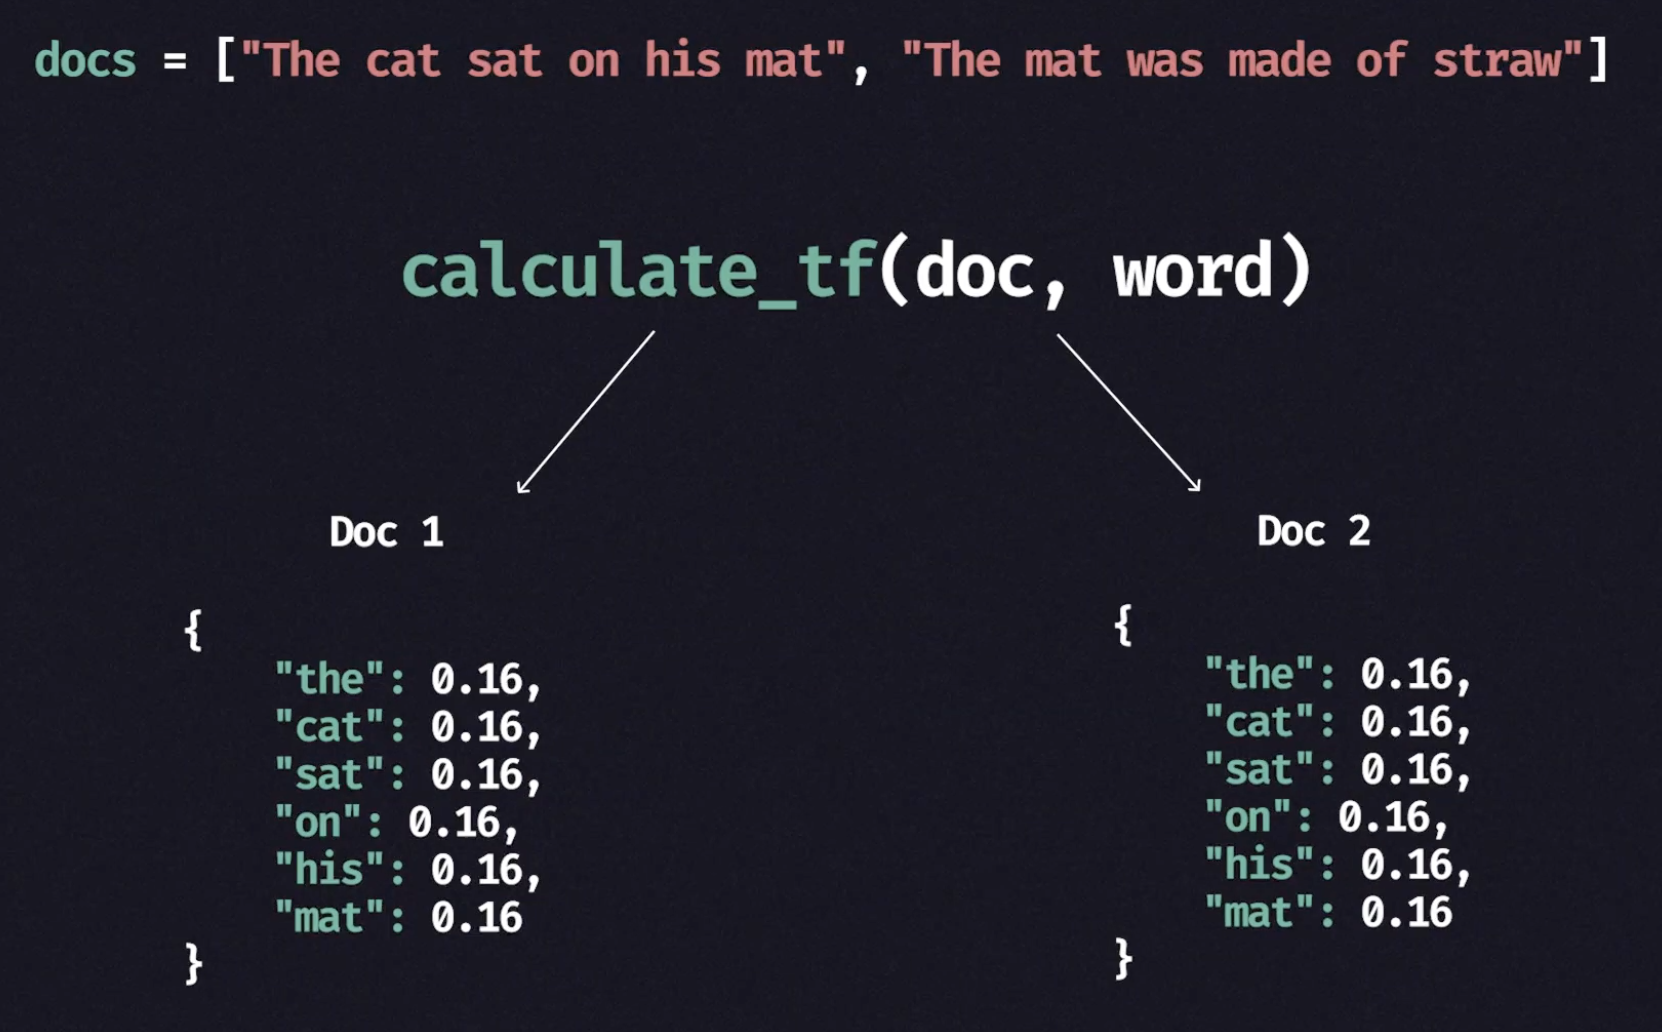 docs = ["The cat sat on his mat", "The mat was made of straw"]
calculate_tf(doc, word)
Doc 1
{
"the": 0.16,
"cat": 0.16,
"sat": 0.16,
"on": 0.16,
"his": 0.16,
"mat": 0.16
}
Doc 2
{
"the": 0.16,
"cat": 0.16,
"sat": 0.16,
"on": 0.16,
"his": 0.16,
"mat": 0.16
}